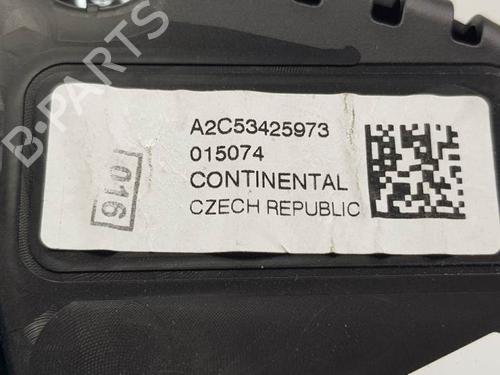 A2C53425973
015074
CONTINENTAL
CZECH REPUBLIC
016
B-PARTS